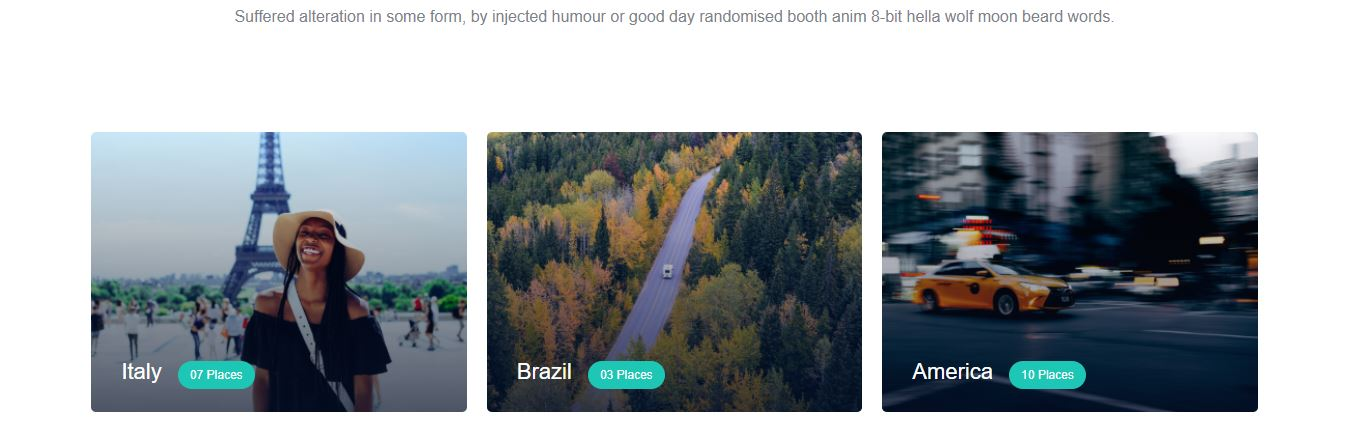 Suffered alteration in some form, by injected humour or good day randomised booth anim 8-bit hella wolf moon beard words.
Italy 07 Places
Brazil 03 Places
America 10 Places